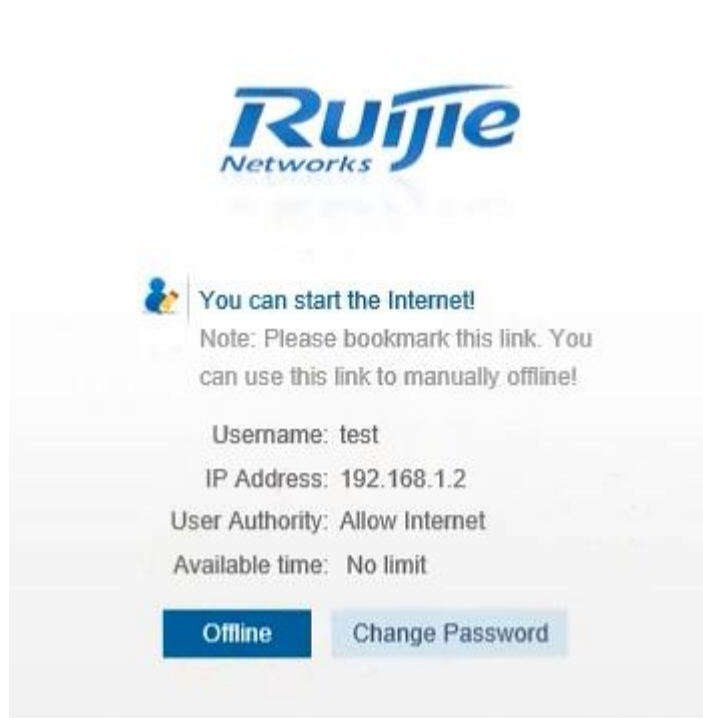 Ruijie
Networks
You can start the Internet!
Note: Please bookmark this link. You
can use this link to manually offline!
Username: test
IP Address: 192.168.1.2
User Authority: Allow Internet
Available time: No limit
Offline Change Password